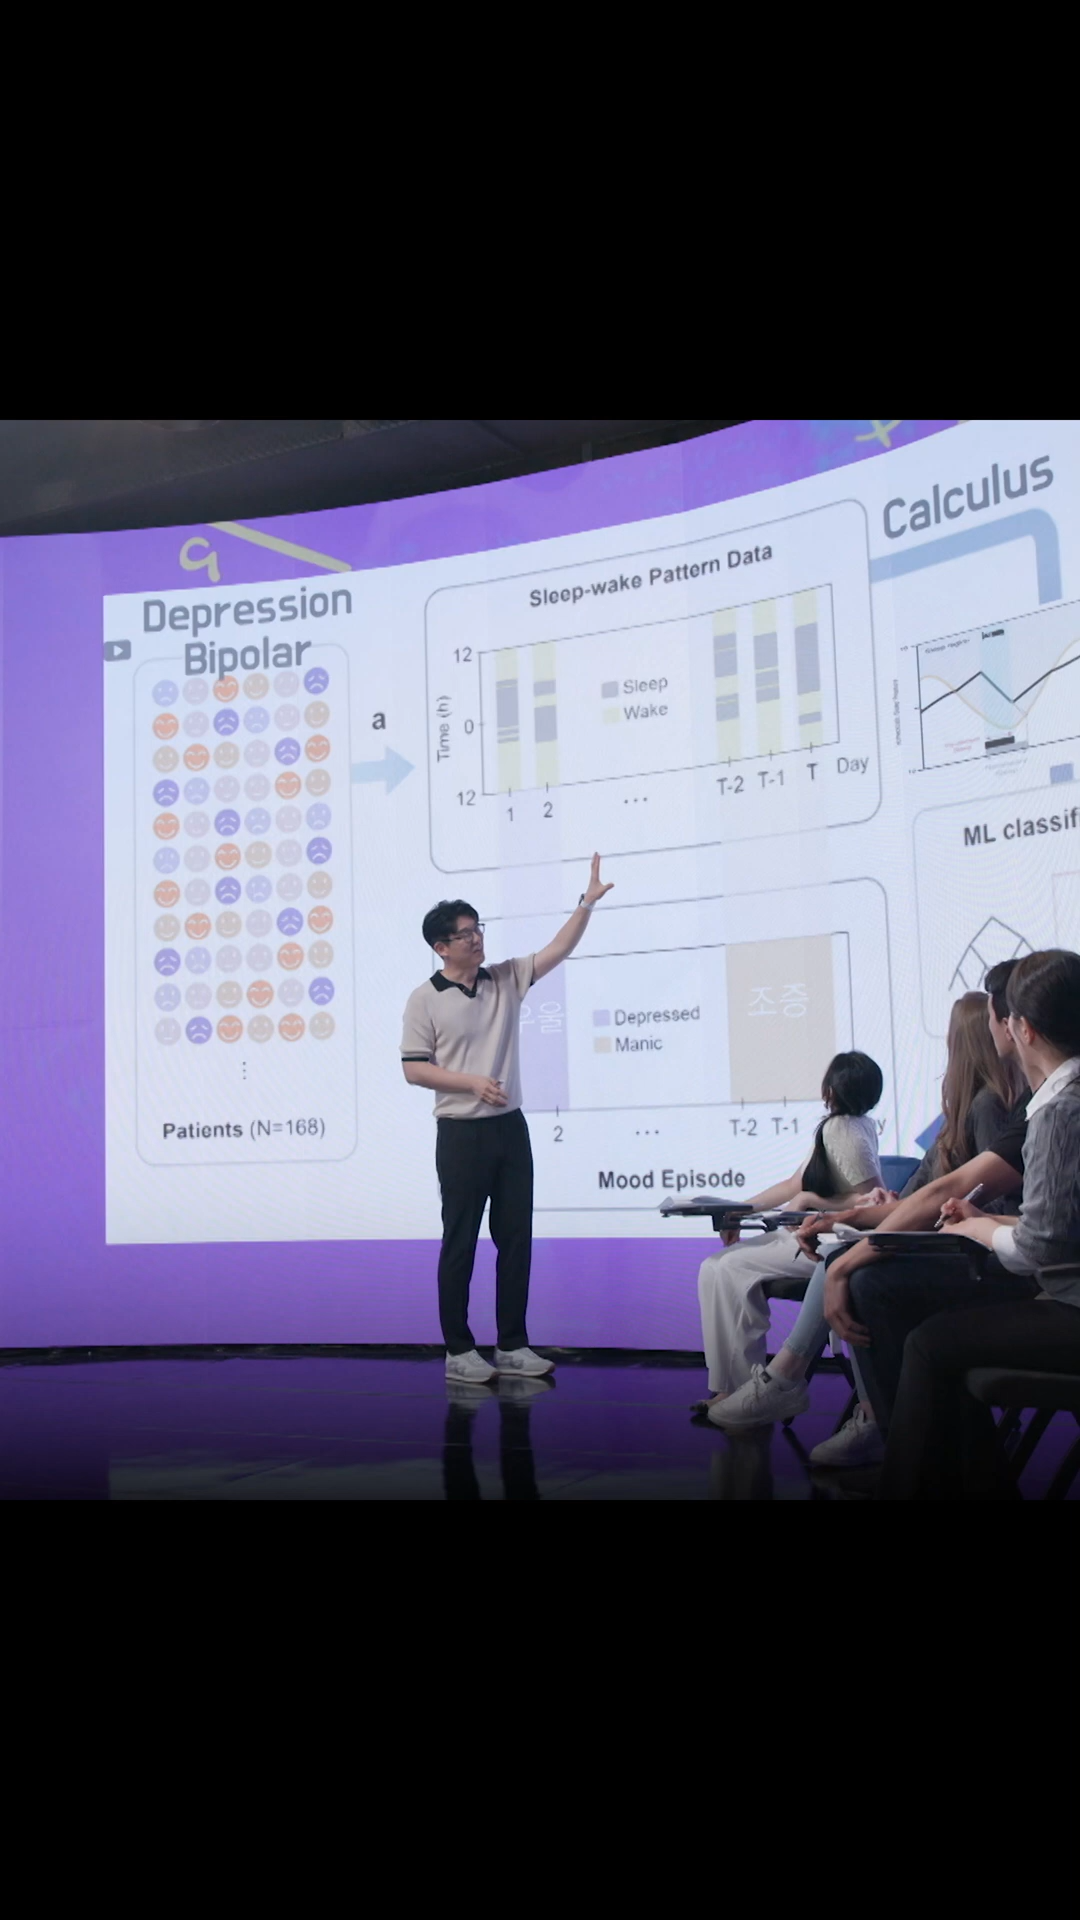 Depression
Bipolar
Patients (N=168)
a
Sleep-wake Pattern Data
Time (h)
12
0
12
Sleep
Wake
1
2
...
T-2
T-1
T
Day
Calculus
ML classif
울
Depressed
Manic
조증
2
...
T-2
T-1
Mood Episode